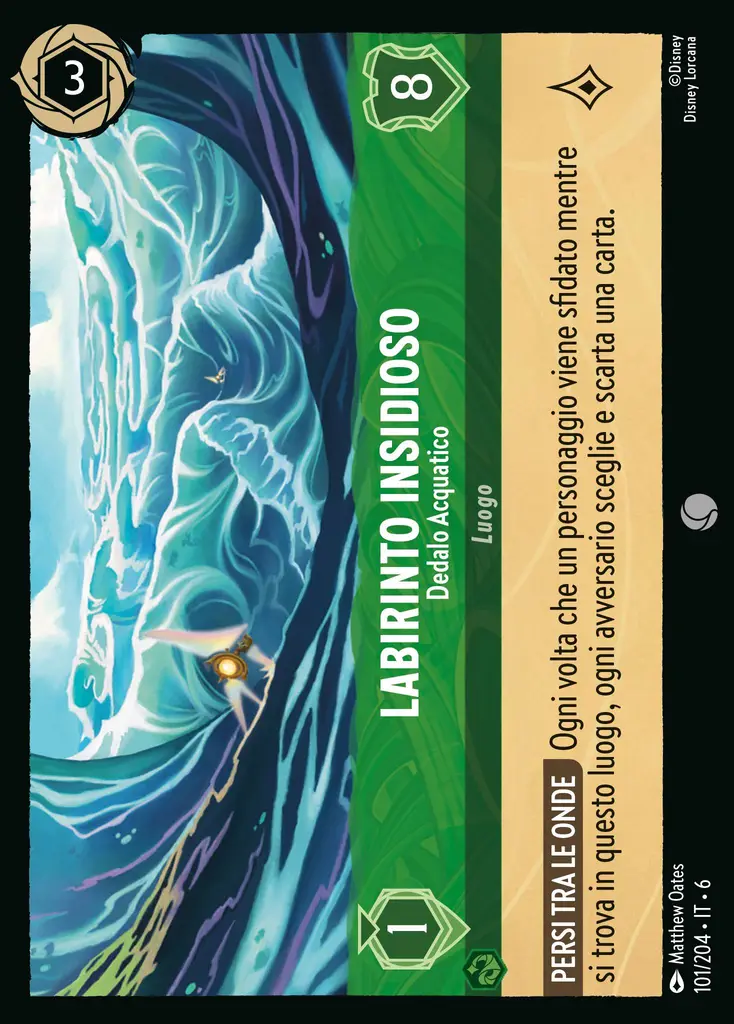 3
LABIRINTO INSIDIOSO
Dedalo Acquatico
1
8
Luogo
PERSI TRA LE ONDE Ogni volta che un personaggio viene sfidato mentre
si trova in questo luogo, ogni avversario sceglie e scarta una carta.
Matthew Oates
101/204 • IT • 6
©Disney
Disney Lorcana